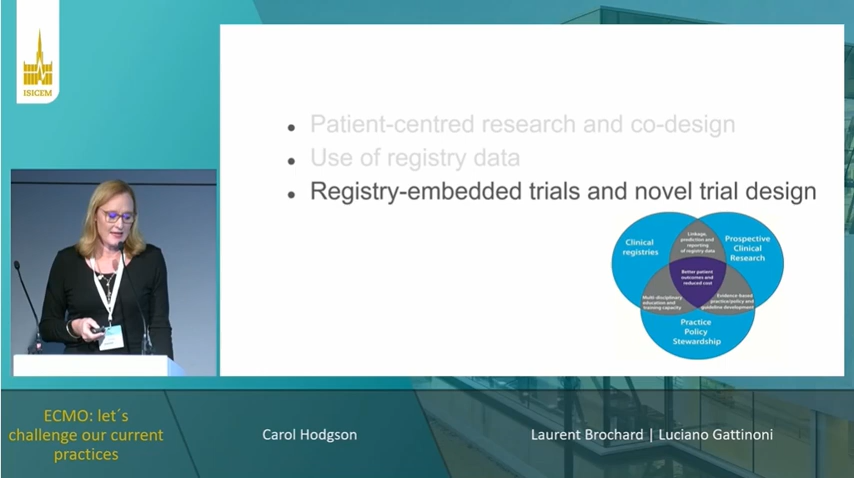 ISICEM
Patient-centred research and co-design
Use of registry data
Registry-embedded trials and novel trial design
Clinical
registries
Linkage,
prediction and
reporting
of registry data
Prospective
Clinical
Research
Better patient
outcomes and
reduced cost
Multi-disciplinary
education and
training capacity
Evidence-based
practice/policy and
guideline development
Practice
Policy
Stewardship
ECMO: let´s
challenge our current
practices
Carol Hodgson
Laurent Brochard | Luciano Gattinoni